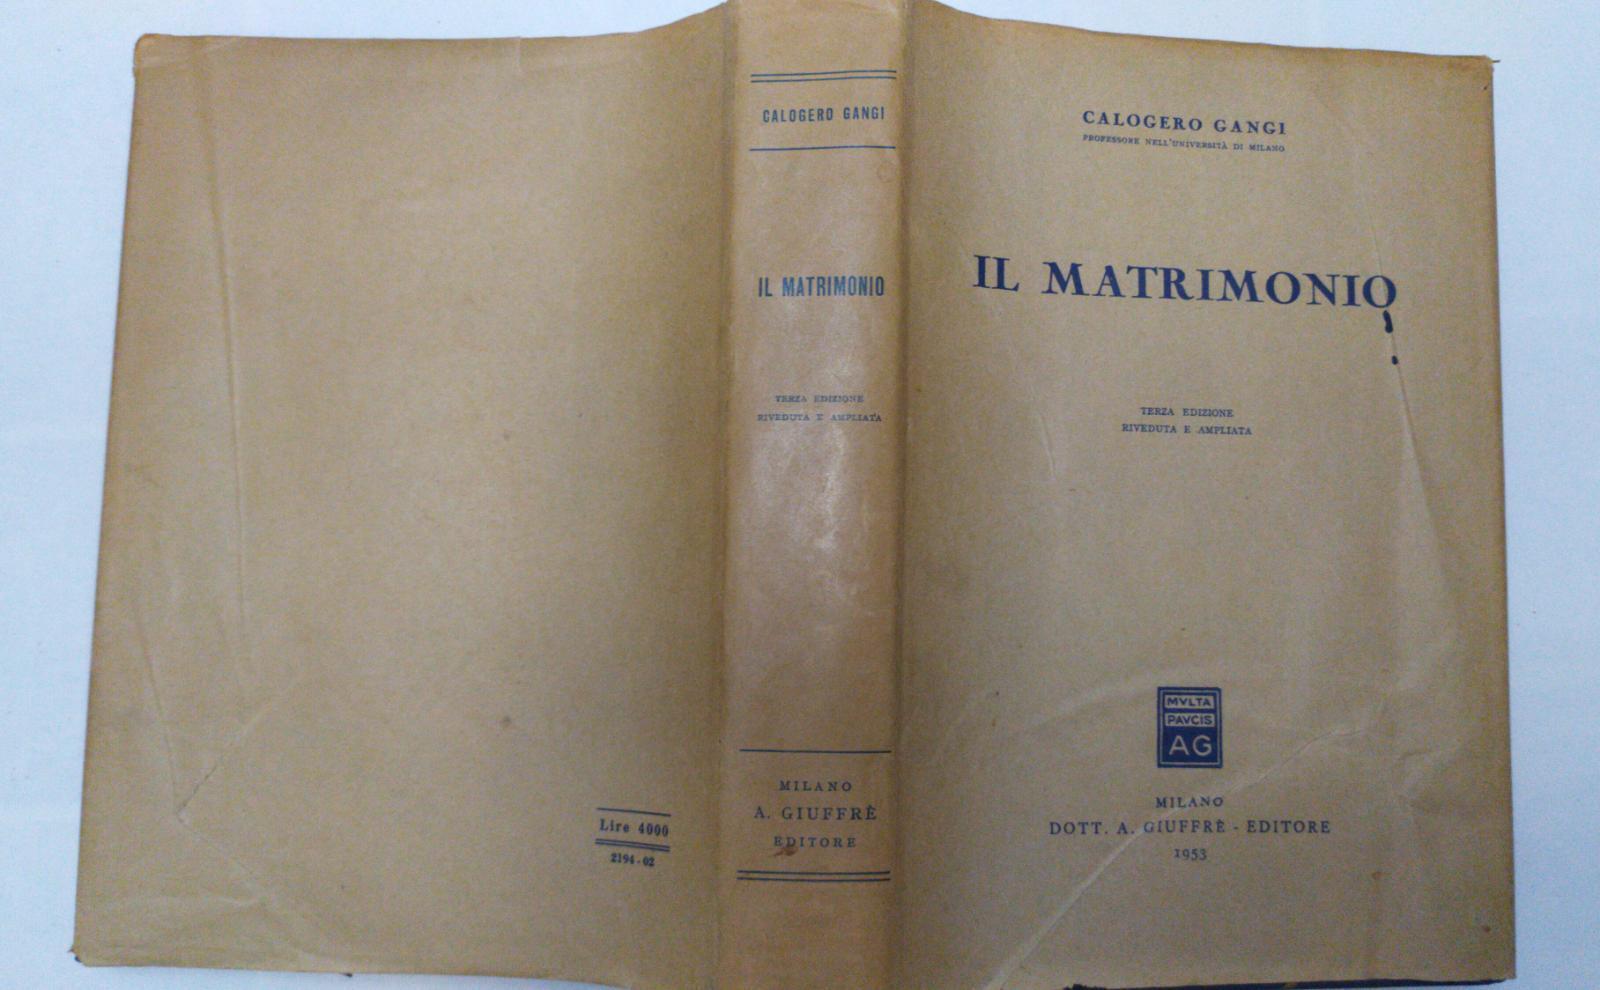 Lire 4000
2194-02
CALOGERO GANGI
IL MATRIMONIO
TERZA EDIZIONE
RIVEDUTA E AMPLIATA
MILANO
A. GIUFFRÈ
EDITORE
CALOGERO GANGI
PROFESSORE NELL'UNIVERSITÀ DI MILANO
IL MATRIMONIO
TERZA EDIZIONE
RIVEDUTA E AMPLIATA
MVLTA
PAVCIS
AG
MILANO
DOTT. A. GIUFFRÈ - EDITORE
1953